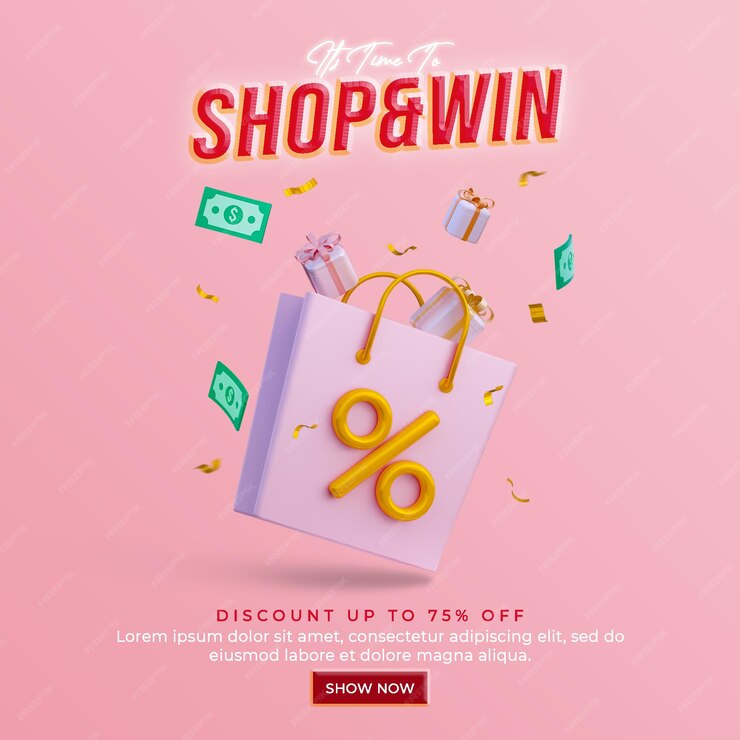 It's Time To
SHOP&WIN
DISCOUNT UP TO 75% OFF
Lorem ipsum dolor sit amet, consectetur adipiscing elit, sed do
eiusmod labore et dolore magna aliqua.
SHOW NOW